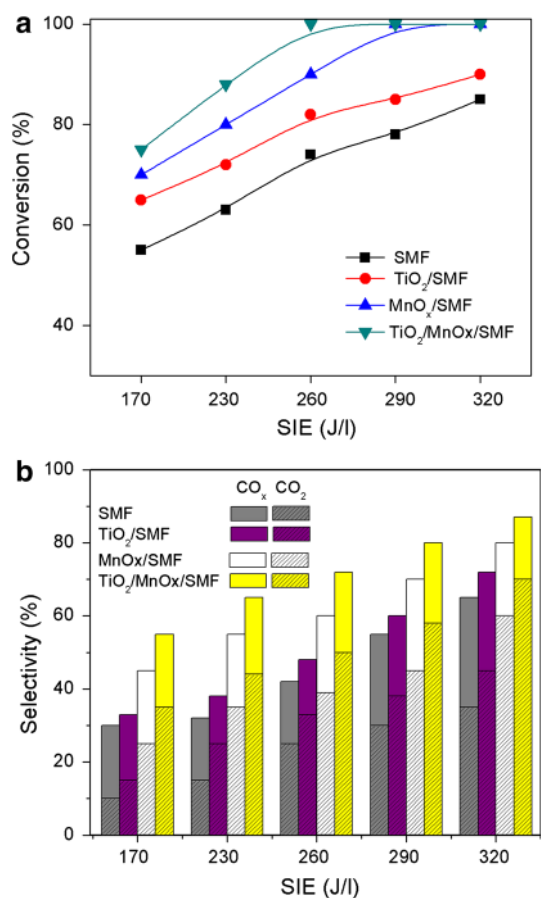 a
100
80
60
40
Conversion (%)
SMF
TiO2/SMF
MnOx/SMF
TiO2/MnOx/SMF
170 230 260 290 320
SIE (J/l)
b
100
80
60
40
20
0
Selectivity (%)
COx CO2
SMF
TiO2/SMF
MnOx/SMF
TiO2/MnOx/SMF
170 230 260 290 320
SIE (J/l)